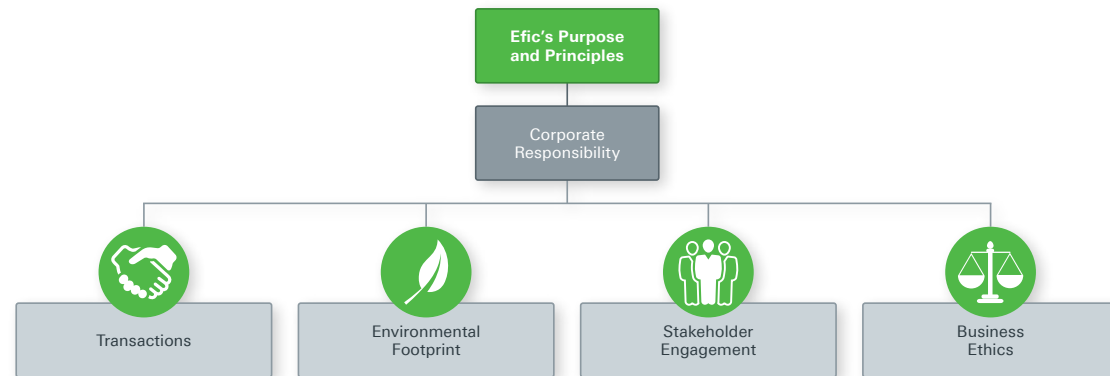 Efic’s Purpose
and Principles
Corporate
Responsibility
Transactions
Environmental
Footprint
Stakeholder
Engagement
Business
Ethics